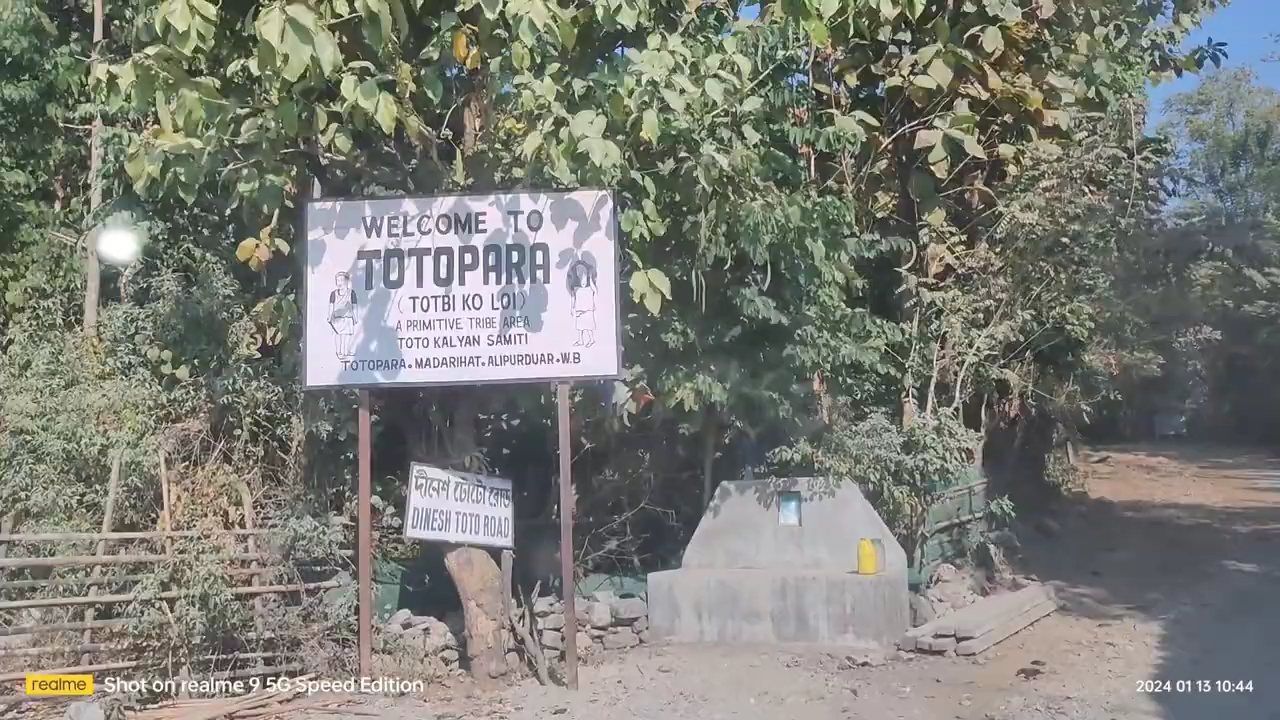 WELCOME TO
TOTOPARA
(TOTBI KO LOI)
A PRIMITIVE TRIBE AREA
TOTO KALYAN SAMITI
TOTOPARA. MADARIHAT. ALIPURDUAR. W.B
দীনেশ টোটো রোড
DINESH TOTO ROAD
realme Shot on realme 9 5G Speed Edition
2024 01 13 10:44